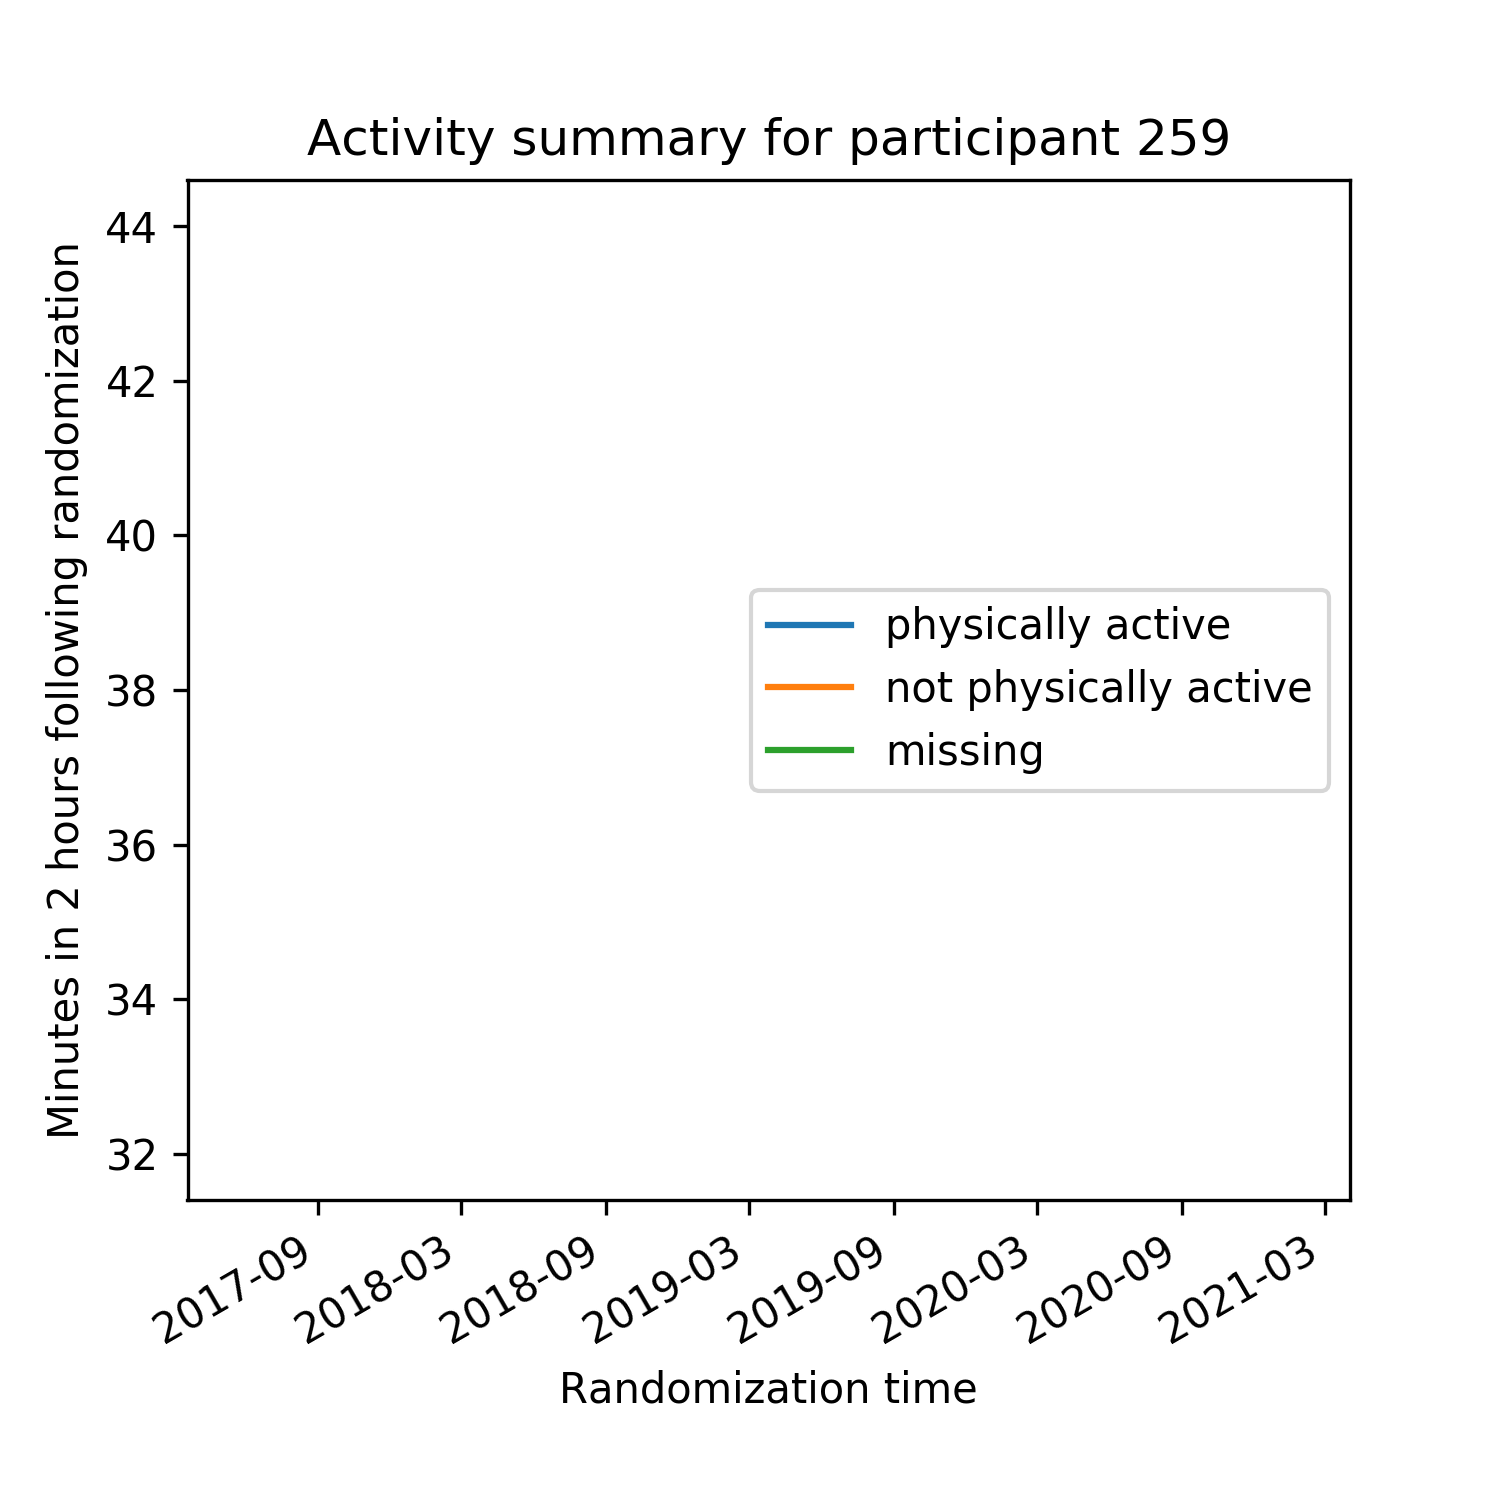 Activity summary for participant 259
Minutes in 2 hours following randomization
44
42
40
38
36
34
32
physically active
not physically active
missing
2017-09
2018-03
2018-09
2019-03
2019-09
2020-03
2020-09
2021-03
Randomization time